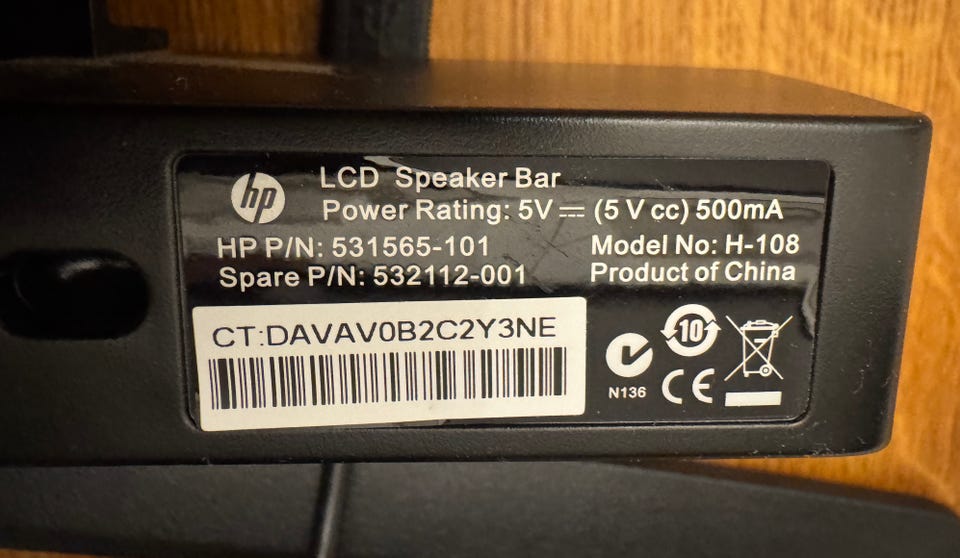 hp
LCD Speaker Bar
Power Rating: 5V ⎓ (5 V cc) 500mA
HP P/N: 531565-101
Model No: H-108
Spare P/N: 532112-001
Product of China
CT:DAVAV0B2C2Y3NE
10
N136
CE